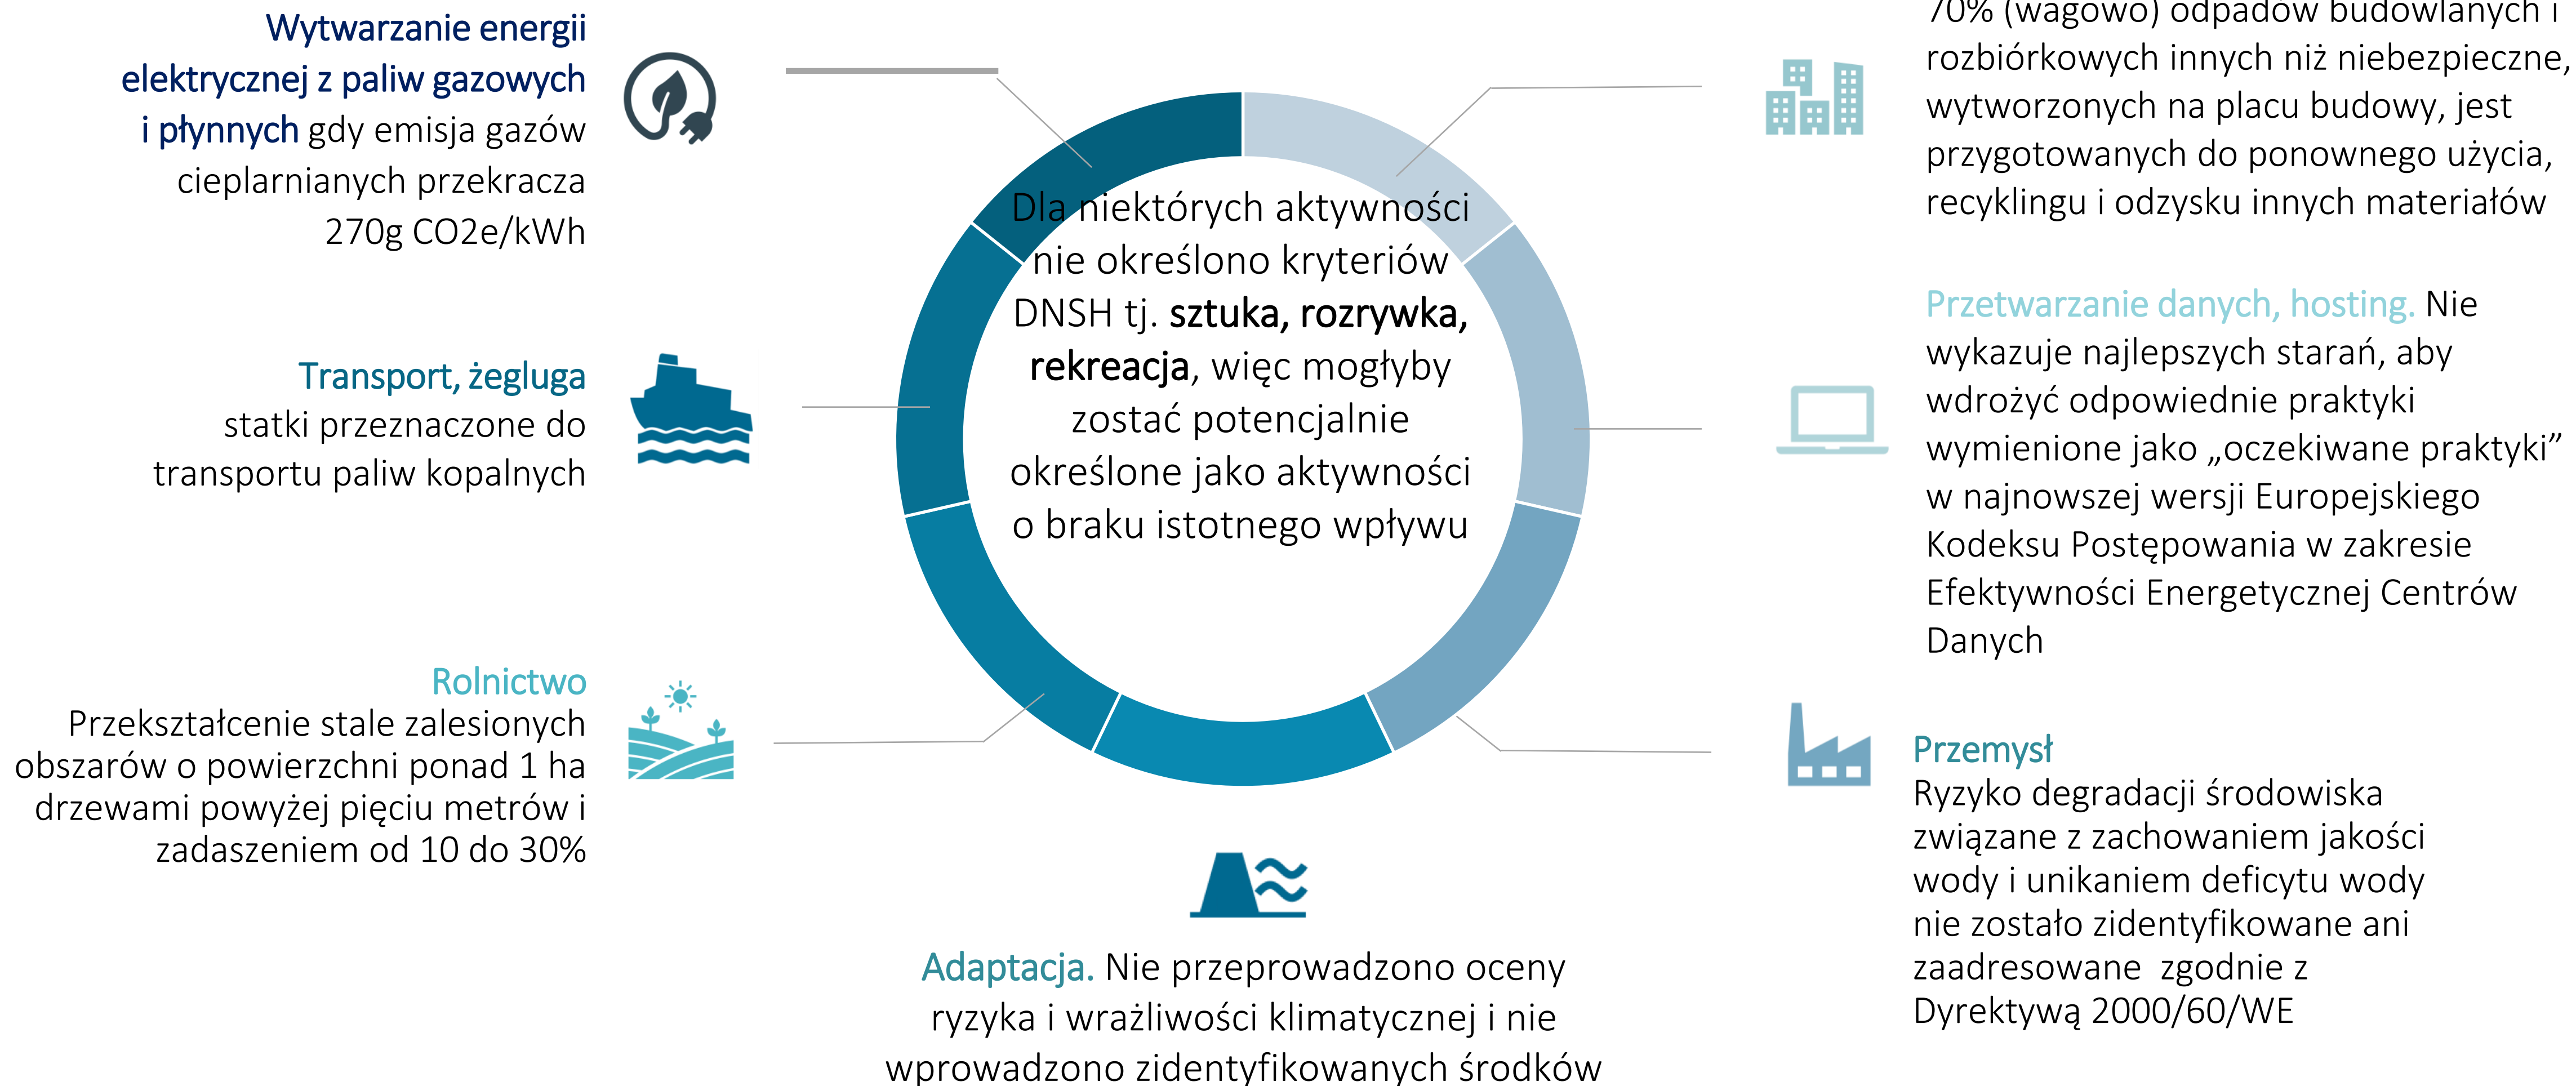 Wytwarzanie energii
elektrycznej z paliw gazowych
i płynnych gdy emisja gazów
cieplarnianych przekracza
270g CO2e/kWh
Transport, żegluga
statki przeznaczone do
transportu paliw kopalnych
Rolnictwo
Przekształcenie stale zalesionych
obszarów o powierzchni ponad 1 ha
drzewami powyżej pięciu metrów i
zadaszeniem od 10 do 30%
Dla niektórych aktywności
nie określono kryteriów
DNSH tj. sztuka, rozrywka,
rekreacja, więc mogłyby
zostać potencjalnie
określone jako aktywności
o braku istotnego wpływu
Adaptacja. Nie przeprowadzono oceny
ryzyka i wrażliwości klimatycznej i nie
wprowadzono zidentyfikowanych środków
70% (wagowo) odpadów budowlanych i
rozbiórkowych innych niż niebezpieczne,
wytworzonych na placu budowy, jest
przygotowanych do ponownego użycia,
recyklingu i odzysku innych materiałów
Przetwarzanie danych, hosting. Nie
wykazuje najlepszych starań, aby
wdrożyć odpowiednie praktyki
wymienione jako „oczekiwane praktyki”
w najnowszej wersji Europejskiego
Kodeksu Postępowania w zakresie
Efektywności Energetycznej Centrów
Danych
Przemysł
Ryzyko degradacji środowiska
związane z zachowaniem jakości
wody i unikaniem deficytu wody
nie zostało zidentyfikowane ani
zaadresowane  zgodnie z
Dyrektywą 2000/60/WE